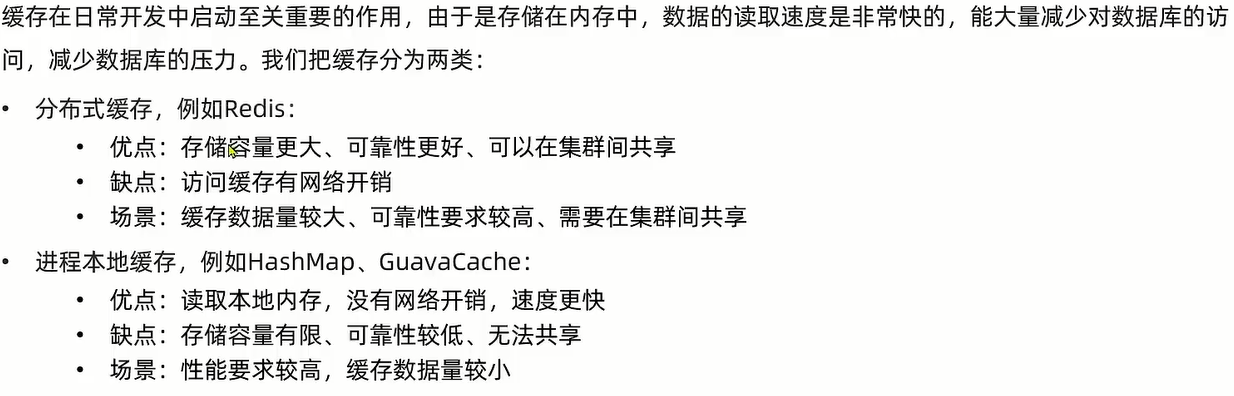 缓存在日常开发中启动至关重要的作用，由于是存储在内存中，数据的读取速度是非常快的，能大量减少对数据库的访
问，减少数据库的压力。我们把缓存分为两类：
• 分布式缓存，例如Redis：
• 优点：存储容量更大、可靠性更好、可以在集群间共享
• 缺点：访问缓存有网络开销
• 场景：缓存数据量较大、可靠性要求较高、需要在集群间共享
• 进程本地缓存，例如HashMap、GuavaCache：
• 优点：读取本地内存，没有网络开销，速度更快
• 缺点：存储容量有限、可靠性较低、无法共享
• 场景：性能要求较高，缓存数据量较小